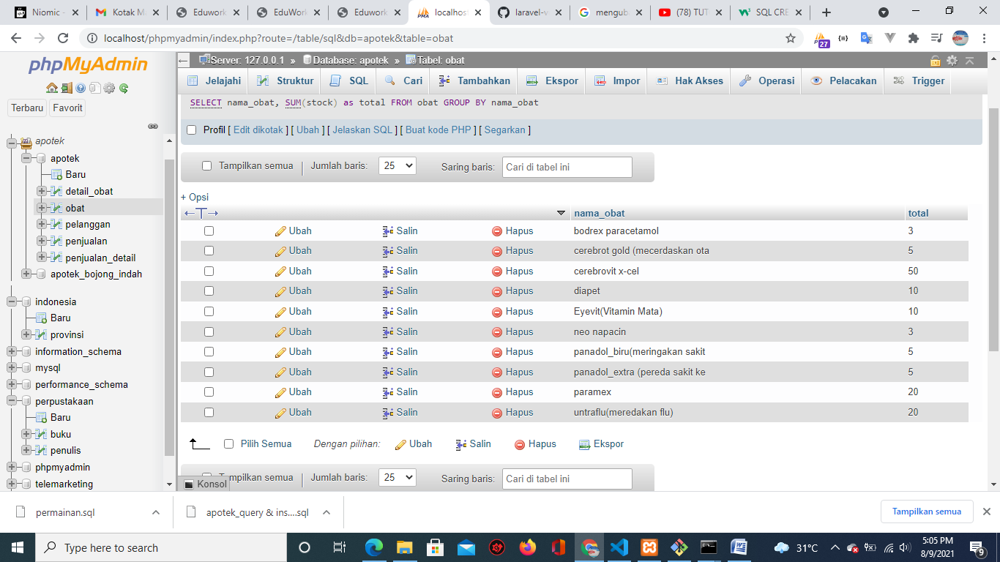 Niomic -
Kotak Ma
Eduwork
EduWork
Eduwork
localhost
laravel-v
menguba
(78) TUT
SQL CRE
localhost/phpmyadmin/index.php?route=/table/sql&db=apotek&table=obat
27
phpMyAdmin
Terbaru Favorit
apotek
apotek
Baru
detail_obat
obat
pelanggan
penjualan
penjualan_detail
apotek_bojong_indah
indonesia
Baru
provinsi
information_schema
mysql
performance_schema
perpustakaan
Baru
buku
penulis
phpmyadmin
telemarketing
Server: 127.0.0.1 » Database: apotek » Tabel: obat
Jelajahi Struktur SQL Cari Tambahkan Ekspor Impor Hak Akses Operasi Pelacakan Trigger
SELECT nama_obat, SUM(stock) as total FROM obat GROUP BY nama_obat
Profil [ Edit dikotak ] [ Ubah ] [ Jelaskan SQL ] [ Buat kode PHP ] [ Segarkan ]
Tampilkan semua | Jumlah baris: 25 Saring baris: Cari di tabel ini
+ Opsi
←T→ nama_obat total
Ubah Salin Hapus bodrex paracetamol 3
Ubah Salin Hapus cerebrot gold (mecerdaskan ota 5
Ubah Salin Hapus cerebrovit x-cel 50
Ubah Salin Hapus diapet 10
Ubah Salin Hapus Eyevit(Vitamin Mata) 10
Ubah Salin Hapus neo napacin 3
Ubah Salin Hapus panadol_biru(meringakan sakit 5
Ubah Salin Hapus panadol_extra (pereda sakit ke 5
Ubah Salin Hapus paramex 20
Ubah Salin Hapus untraflu(meredakan flu) 20
Pilih Semua Dengan pilihan: Ubah Salin Hapus Ekspor
Tampilkan semua | Jumlah baris: 25 Saring baris: Cari di tabel ini
Konsol
permainan.sql
apotek_query & ins....sql
Tampilkan semua
Type here to search
31°C
5:05 PM
8/9/2021
9